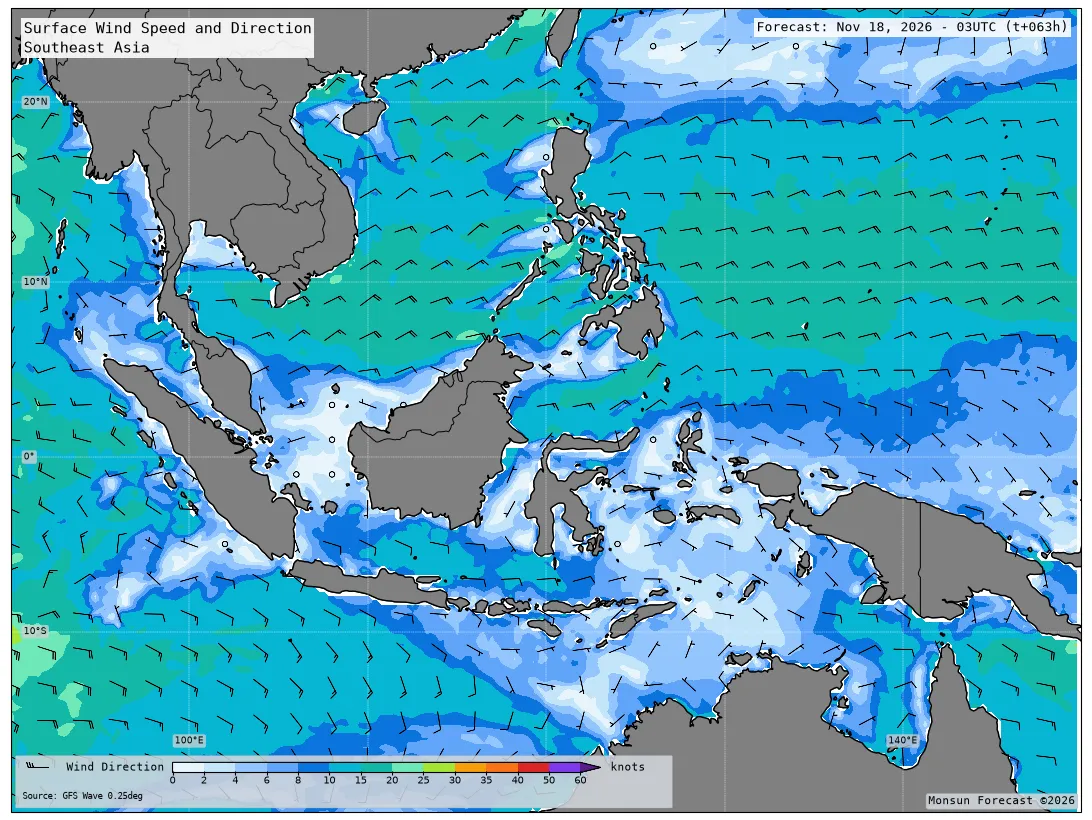 Surface Wind Speed and Direction
Southeast Asia
Forecast: Nov 18, 2026 - 03UTC (t+063h)
20°N
10°N
0°
10°S
100°E
140°E
Wind Direction
0 2 4 6 8 10 15 20 25 30 35 40 50 60
knots
Source: GFS Wave 0.25deg
Monsun Forecast ©2026